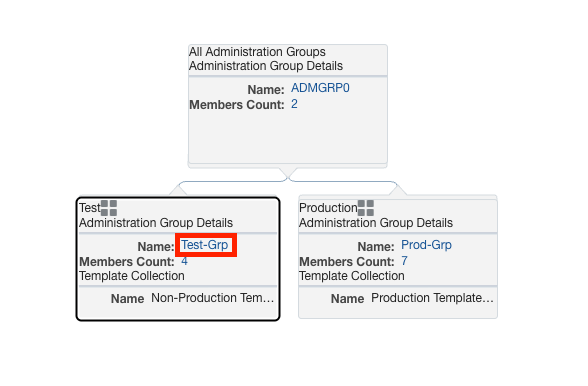 All Administration Groups
Administration Group Details
Name: ADMGRP0
Members Count: 2
Test
Administration Group Details
Name: Test-Grp
Members Count: 4
Template Collection
Name Non-Production Tem...
Production
Administration Group Details
Name: Prod-Grp
Members Count: 7
Template Collection
Name Production Template...